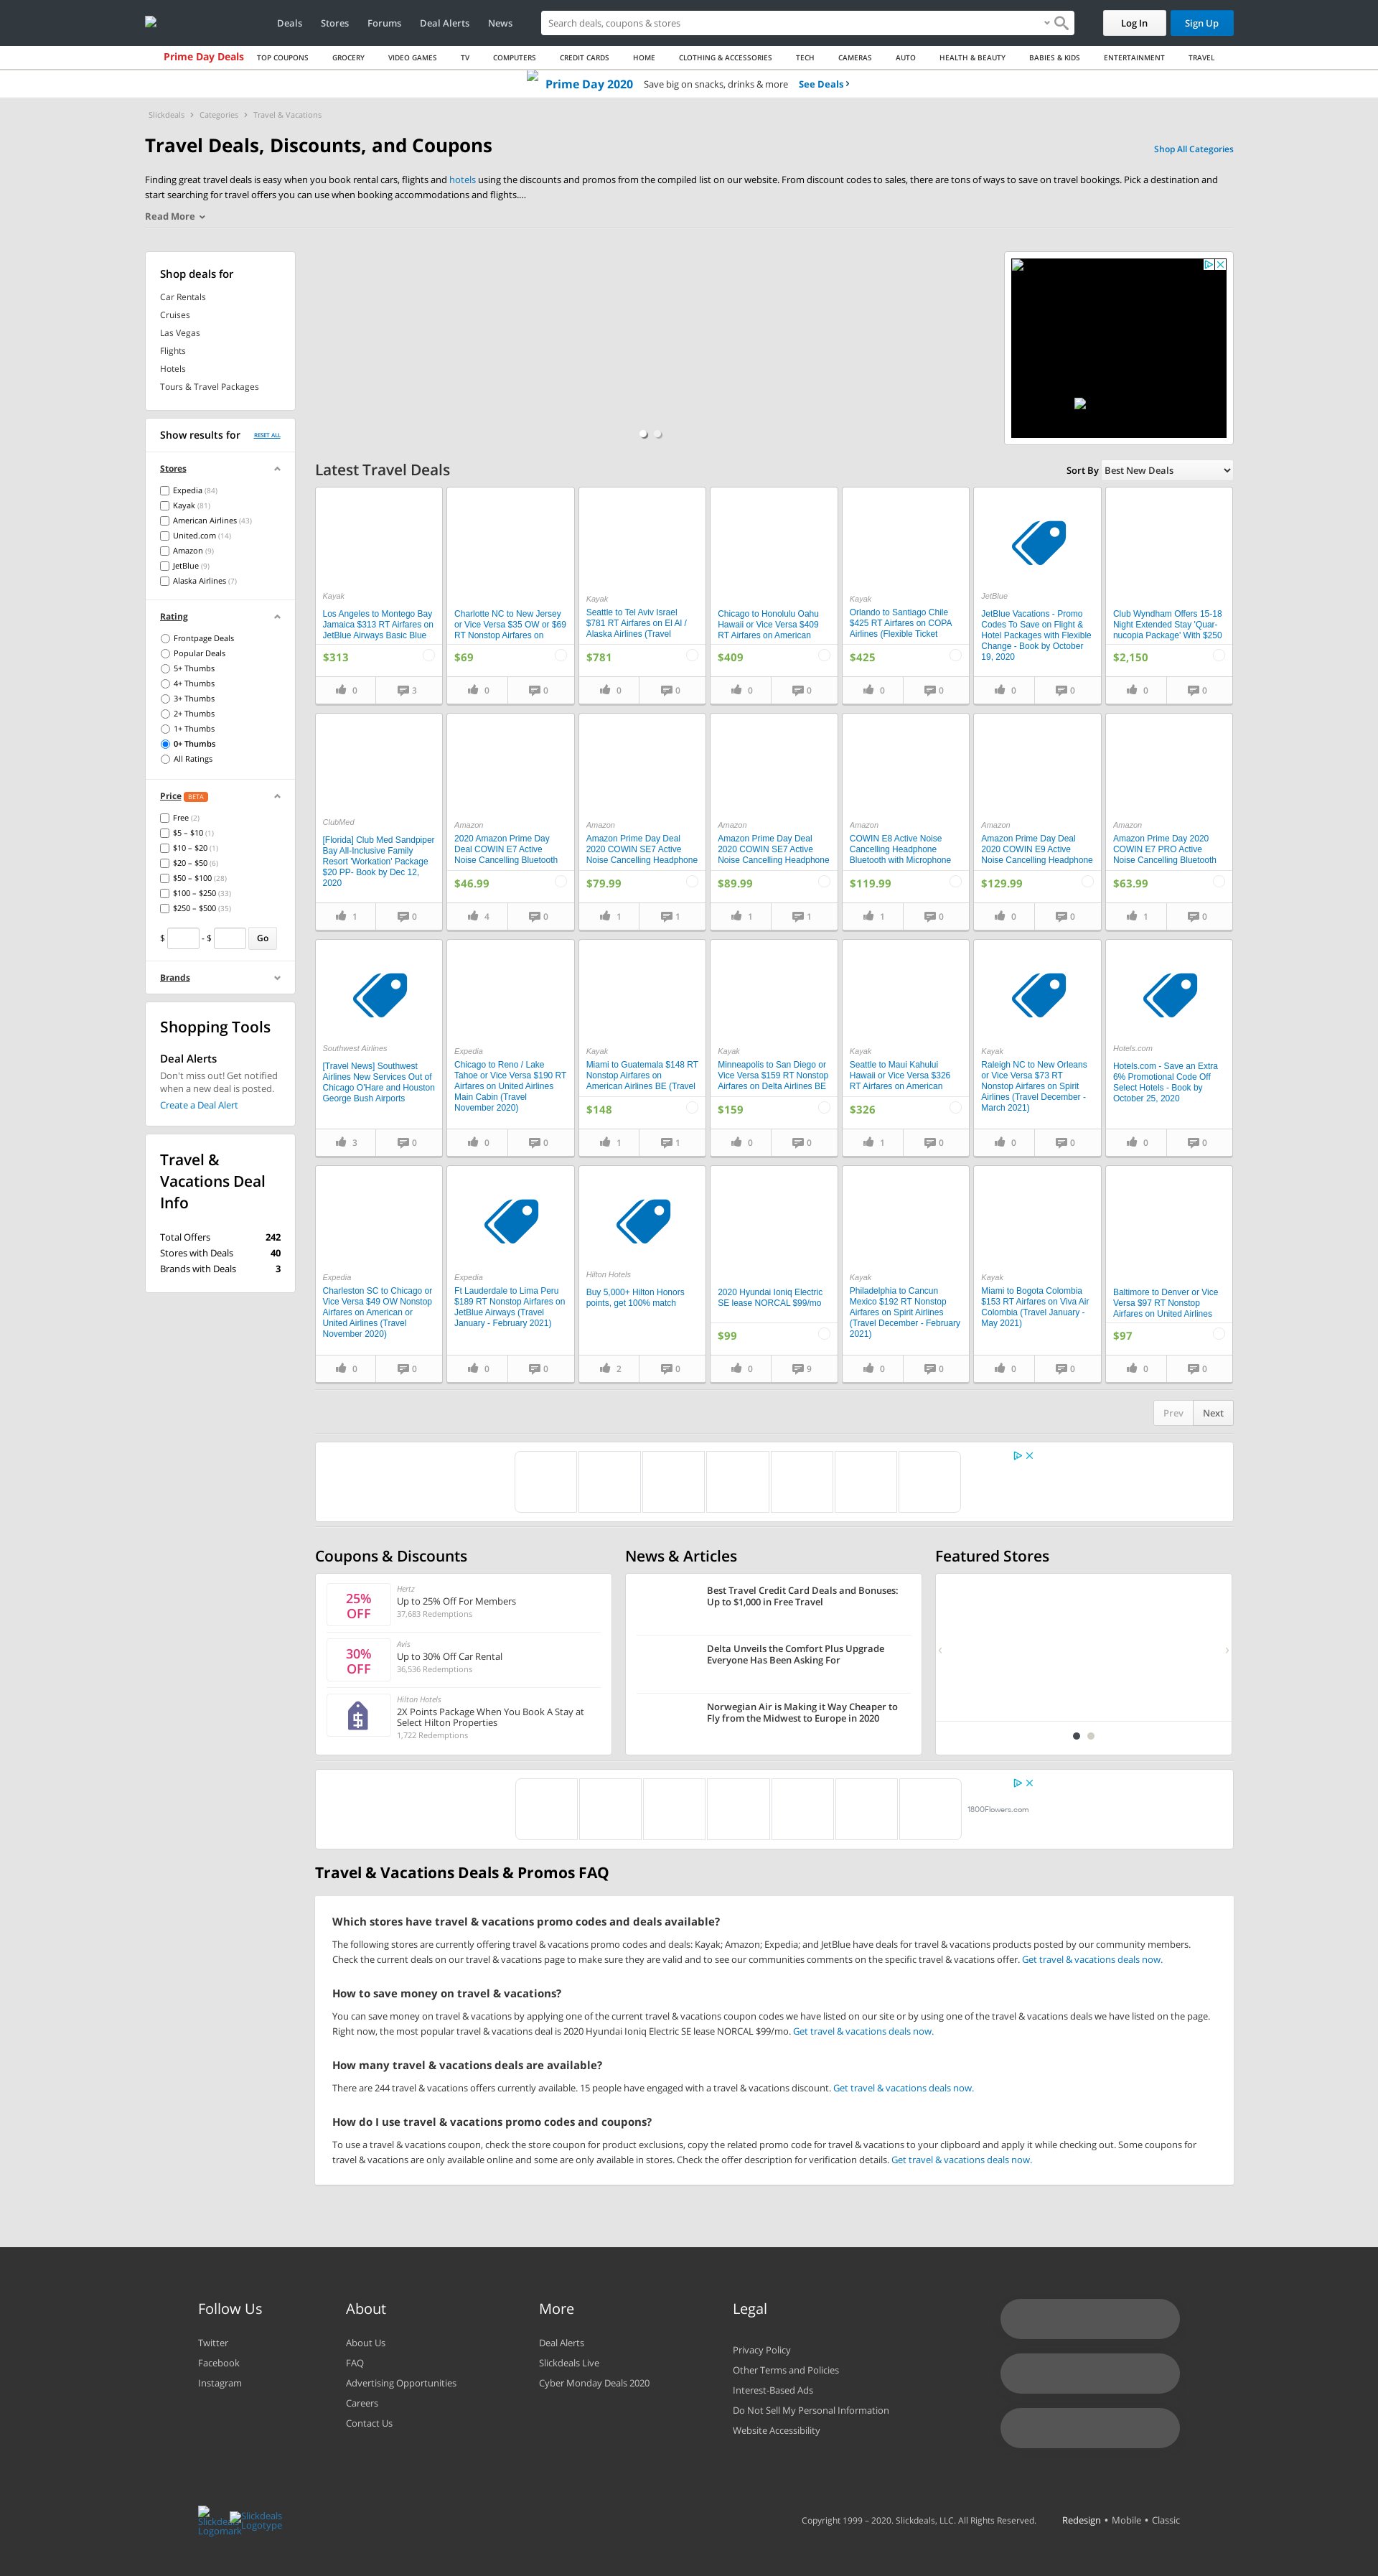 Deals Stores Forums Deal Alerts News
Search deals, coupons & stores
Log In
Sign Up
Prime Day Deals TOP COUPONS GROCERY VIDEO GAMES TV COMPUTERS CREDIT CARDS HOME CLOTHING & ACCESSORIES TECH CAMERAS AUTO HEALTH & BEAUTY BABIES & KIDS ENTERTAINMENT TRAVEL
Prime Day 2020 Save big on snacks, drinks & more See Deals ›
Slickdeals › Categories › Travel & Vacations
Travel Deals, Discounts, and Coupons
Shop All Categories
Finding great travel deals is easy when you book rental cars, flights and hotels using the discounts and promos from the compiled list on our website. From discount codes to sales, there are tons of ways to save on travel bookings. Pick a destination and
start searching for travel offers you can use when booking accommodations and flights....
Read More
Shop deals for
Car Rentals
Cruises
Las Vegas
Flights
Hotels
Tours & Travel Packages
Show results for RESET ALL
Stores
Expedia (84)
Kayak (81)
American Airlines (43)
United.com (14)
Amazon (9)
JetBlue (9)
Alaska Airlines (7)
Rating
Frontpage Deals
Popular Deals
5+ Thumbs
4+ Thumbs
3+ Thumbs
2+ Thumbs
1+ Thumbs
0+ Thumbs
All Ratings
Price BETA
Free (2)
$5 – $10 (1)
$10 – $20 (1)
$20 – $50 (6)
$50 – $100 (28)
$100 – $250 (33)
$250 – $500 (35)
$ - $ Go
Brands
Shopping Tools
Deal Alerts
Don't miss out! Get notified
when a new deal is posted.
Create a Deal Alert
Travel &
Vacations Deal
Info
Total Offers 242
Stores with Deals 40
Brands with Deals 3
Latest Travel Deals
Sort By Best New Deals
Kayak
Los Angeles to Montego Bay
Jamaica $313 RT Airfares on
JetBlue Airways Basic Blue
$313
0 3
Charlotte NC to New Jersey
or Vice Versa $35 OW or $69
RT Nonstop Airfares on
$69
0 0
Kayak
Seattle to Tel Aviv Israel
$781 RT Airfares on El Al /
Alaska Airlines (Travel
$781
0 0
Chicago to Honolulu Oahu
Hawaii or Vice Versa $409
RT Airfares on American
$409
0 0
Kayak
Orlando to Santiago Chile
$425 RT Airfares on COPA
Airlines (Flexible Ticket
$425
0 0
JetBlue
JetBlue Vacations - Promo
Codes To Save on Flight &
Hotel Packages with Flexible
Change - Book by October
19, 2020
0 0
Club Wyndham Offers 15-18
Night Extended Stay 'Quar-
nucopia Package' With $250
$2,150
0 0
ClubMed
[Florida] Club Med Sandpiper
Bay All-Inclusive Family
Resort 'Workation' Package
$20 PP- Book by Dec 12,
2020
1 0
Amazon
2020 Amazon Prime Day
Deal COWIN E7 Active
Noise Cancelling Bluetooth
$46.99
4 0
Amazon
Amazon Prime Day Deal
2020 COWIN SE7 Active
Noise Cancelling Headphone
$79.99
1 1
Amazon
Amazon Prime Day Deal
2020 COWIN SE7 Active
Noise Cancelling Headphone
$89.99
1 1
Amazon
COWIN E8 Active Noise
Cancelling Headphone
Bluetooth with Microphone
$119.99
1 0
Amazon
Amazon Prime Day Deal
2020 COWIN E9 Active
Noise Cancelling Headphone
$129.99
0 0
Amazon
Amazon Prime Day 2020
COWIN E7 PRO Active
Noise Cancelling Bluetooth
$63.99
1 0
Southwest Airlines
[Travel News] Southwest
Airlines New Services Out of
Chicago O'Hare and Houston
George Bush Airports
3 0
Expedia
Chicago to Reno / Lake
Tahoe or Vice Versa $190 RT
Airfares on United Airlines
Main Cabin (Travel
November 2020)
0 0
Kayak
Miami to Guatemala $148 RT
Nonstop Airfares on
American Airlines BE (Travel
$148
1 1
Kayak
Minneapolis to San Diego or
Vice Versa $159 RT Nonstop
Airfares on Delta Airlines BE
$159
0 0
Kayak
Seattle to Maui Kahului
Hawaii or Vice Versa $326
RT Airfares on American
$326
1 0
Kayak
Raleigh NC to New Orleans
or Vice Versa $73 RT
Nonstop Airfares on Spirit
Airlines (Travel December -
March 2021)
0 0
Hotels.com
Hotels.com - Save an Extra
6% Promotional Code Off
Select Hotels - Book by
October 25, 2020
0 0
Expedia
Charleston SC to Chicago or
Vice Versa $49 OW Nonstop
Airfares on American or
United Airlines (Travel
November 2020)
0 0
Expedia
Ft Lauderdale to Lima Peru
$189 RT Nonstop Airfares on
JetBlue Airways (Travel
January - February 2021)
0 0
Hilton Hotels
Buy 5,000+ Hilton Honors
points, get 100% match
2 0
2020 Hyundai Ioniq Electric
SE lease NORCAL $99/mo
$99
0 9
Kayak
Philadelphia to Cancun
Mexico $192 RT Nonstop
Airfares on Spirit Airlines
(Travel December - February
2021)
0 0
Kayak
Miami to Bogota Colombia
$153 RT Airfares on Viva Air
Colombia (Travel January -
May 2021)
0 0
Baltimore to Denver or Vice
Versa $97 RT Nonstop
Airfares on United Airlines
$97
0 0
Prev Next
Coupons & Discounts
25%
OFF
Hertz
Up to 25% Off For Members
37,683 Redemptions
30%
OFF
Avis
Up to 30% Off Car Rental
36,536 Redemptions
Hilton Hotels
2X Points Package When You Book A Stay at
Select Hilton Properties
1,722 Redemptions
News & Articles
Best Travel Credit Card Deals and Bonuses:
Up to $1,000 in Free Travel
Delta Unveils the Comfort Plus Upgrade
Everyone Has Been Asking For
Norwegian Air is Making it Way Cheaper to
Fly from the Midwest to Europe in 2020
Featured Stores
1800Flowers.com
Travel & Vacations Deals & Promos FAQ
Which stores have travel & vacations promo codes and deals available?
The following stores are currently offering travel & vacations promo codes and deals: Kayak; Amazon; Expedia; and JetBlue have deals for travel & vacations products posted by our community members.
Check the current deals on our travel & vacations page to make sure they are valid and to see our communities comments on the specific travel & vacations offer. Get travel & vacations deals now.
How to save money on travel & vacations?
You can save money on travel & vacations by applying one of the current travel & vacations coupon codes we have listed on our site or by using one of the travel & vacations deals we have listed on the page.
Right now, the most popular travel & vacations deal is 2020 Hyundai Ioniq Electric SE lease NORCAL $99/mo. Get travel & vacations deals now.
How many travel & vacations deals are available?
There are 244 travel & vacations offers currently available. 15 people have engaged with a travel & vacations discount. Get travel & vacations deals now.
How do I use travel & vacations promo codes and coupons?
To use a travel & vacations coupon, check the store coupon for product exclusions, copy the related promo code for travel & vacations to your clipboard and apply it while checking out. Some coupons for
travel & vacations are only available online and some are only available in stores. Check the offer description for verification details. Get travel & vacations deals now.
Follow Us
Twitter
Facebook
Instagram
About
About Us
FAQ
Advertising Opportunities
Careers
Contact Us
More
Deal Alerts
Slickdeals Live
Cyber Monday Deals 2020
Legal
Privacy Policy
Other Terms and Policies
Interest-Based Ads
Do Not Sell My Personal Information
Website Accessibility
Slickdeals
Logomark
Slickdeals
Logotype
Copyright 1999 – 2020. Slickdeals, LLC. All Rights Reserved.
Redesign • Mobile • Classic